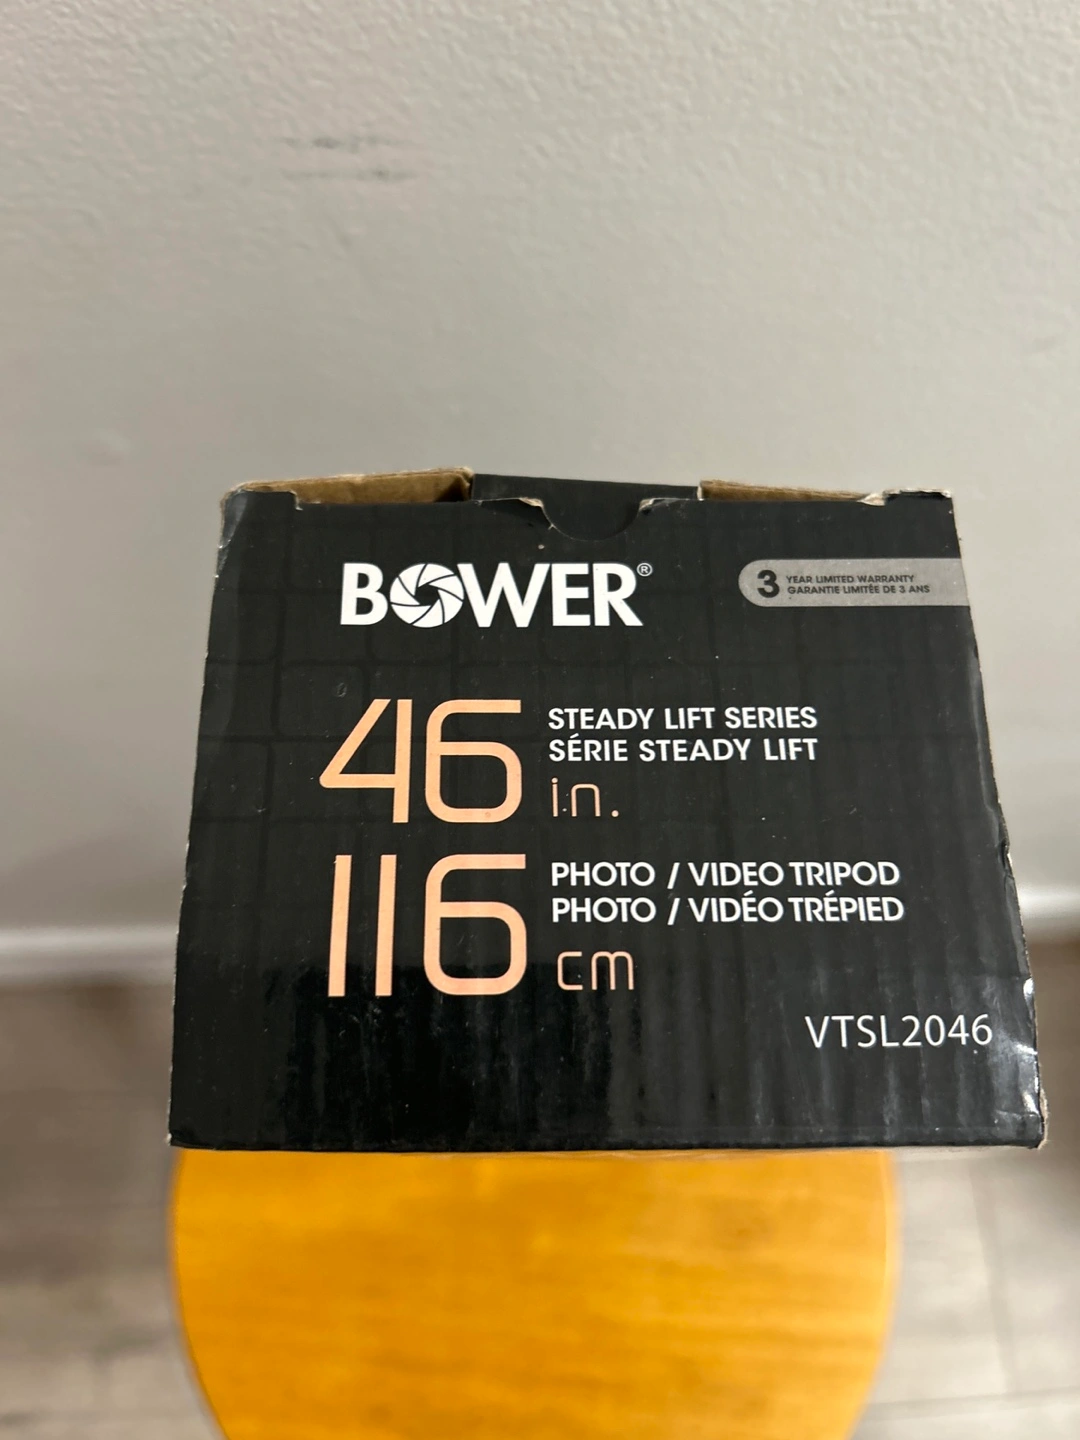 BOWER®
3 YEAR LIMITED WARRANTY
GARANTIE LIMITÉE DE 3 ANS
46 in.
STEADY LIFT SERIES
SÉRIE STEADY LIFT
116 cm
PHOTO / VIDEO TRIPOD
PHOTO / VIDÉO TRÉPIED
VTSL2046